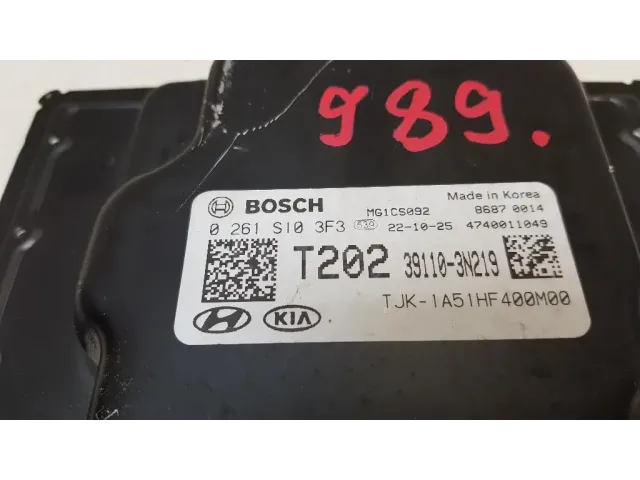 989.
BOSCH MG1CS092 Made in Korea
8687 0014
0 261 S10 3F3 22-10-25 4740011049
T202 39110-3N219
TJK-1A51HF400M00
KIA